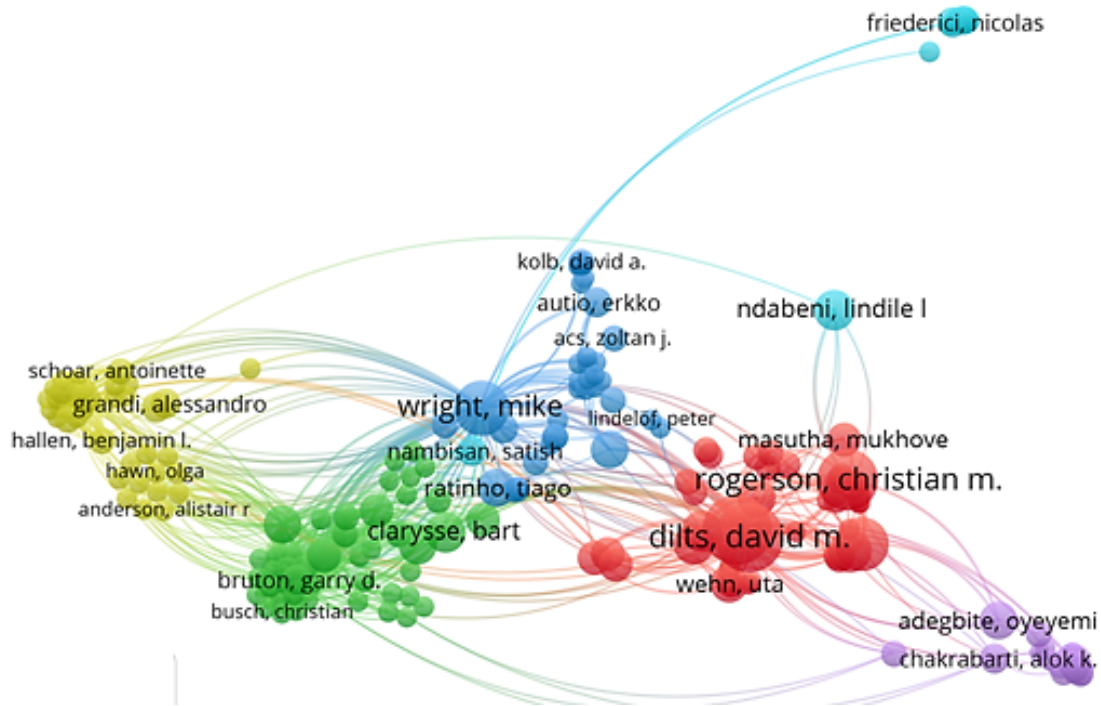 friederici, nicolas
kolb, david a.
autio, erkko
ndabeni, lindile l
acs, zoltan j.
schoar, antoinette
grandi, alessandro
wright, mike
lindelöf, peter
hallen, benjamin l.
masutha, mukhove
nambisan, satish
hawn, olga
rogerson, christian m.
ratinho, tiago
anderson, alistair r
clarysse, bart
dilts, david m.
bruton, garry d.
wehn, uta
busch, christian
adegbite, oyeyemi
chakrabarti, alok k.